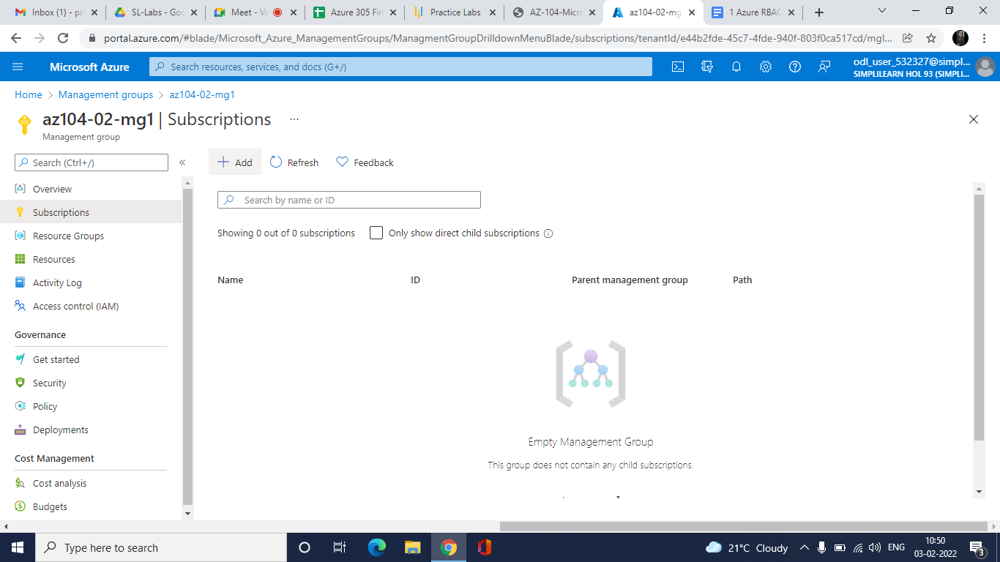 Inbox (1) - pri
SL-Labs - Goo
Meet - Va
Azure 305 Fin
Practice Labs
AZ-104-Micro
az104-02-mg
1 Azure RBAC
portal.azure.com/#blade/Microsoft_Azure_ManagementGroups/ManagmentGroupDrilldownMenuBlade/subscriptions/tenantId/e44b2fde-45c7-4fde-940f-803f0ca517cd/mgI...
Microsoft Azure
Search resources, services, and docs (G+/)
odl_user_532327@simpl...
SIMPLILEARN HOL 93 (SIMPLI...
Home > Management groups > az104-02-mg1
az104-02-mg1 | Subscriptions ...
Management group
Search (Ctrl+/)
«
Add
Refresh
Feedback
Overview
Subscriptions
Resource Groups
Resources
Activity Log
Access control (IAM)
Governance
Get started
Security
Policy
Deployments
Cost Management
Cost analysis
Budgets
Search by name or ID
Showing 0 out of 0 subscriptions
Only show direct child subscriptions
Name ID Parent management group Path
Empty Management Group
This group does not contain any child subscriptions.
Type here to search
21°C Cloudy
ENG
10:50
03-02-2022
3